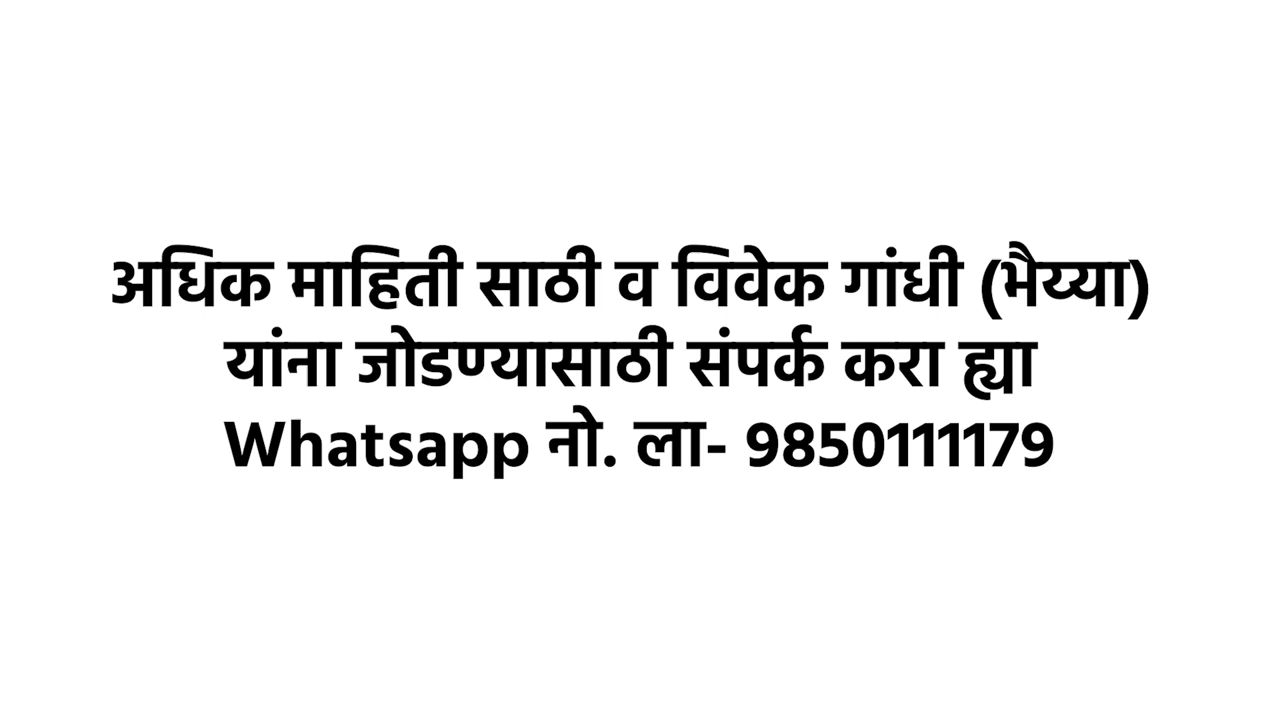 अधिक माहिती साठी व विवेक गांधी (भैय्या)
यांना जोडण्यासाठी संपर्क करा ह्या
Whatsapp नो. ला- 9850111179